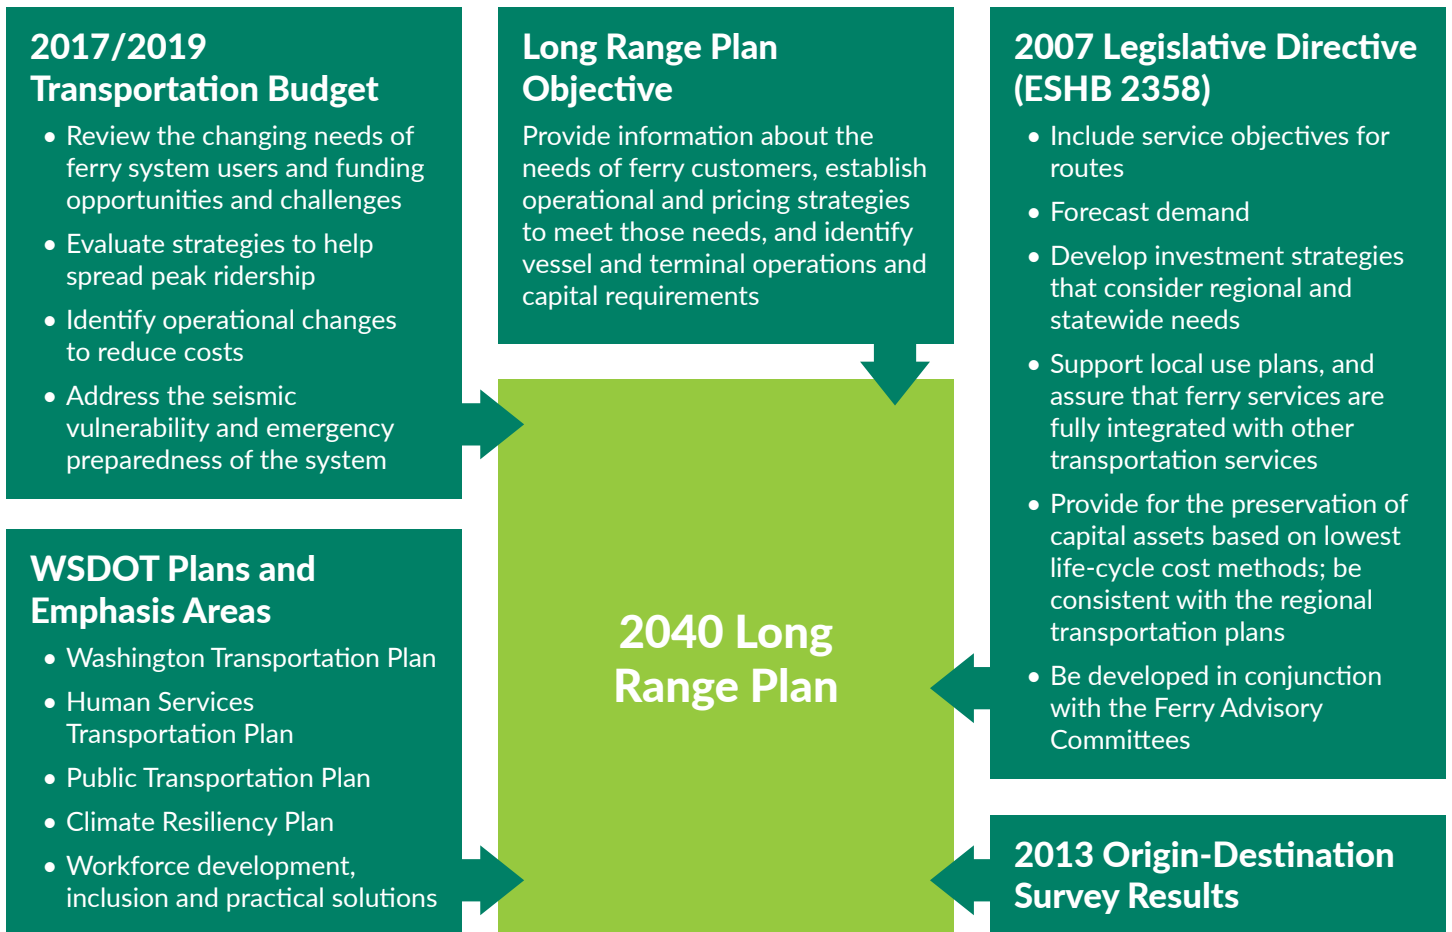 2017/2019
Transportation Budget
• Review the changing needs of
ferry system users and funding
opportunities and challenges
• Evaluate strategies to help
spread peak ridership
• Identify operational changes
to reduce costs
• Address the seismic
vulnerability and emergency
preparedness of the system
WSDOT Plans and
Emphasis Areas
• Washington Transportation Plan
• Human Services
Transportation Plan
• Public Transportation Plan
• Climate Resiliency Plan
• Workforce development,
inclusion and practical solutions
Long Range Plan
Objective
Provide information about the
needs of ferry customers, establish
operational and pricing strategies
to meet those needs, and identify
vessel and terminal operations and
capital requirements
2040 Long
Range Plan
2007 Legislative Directive
(ESHB 2358)
• Include service objectives for
routes
• Forecast demand
• Develop investment strategies
that consider regional and
statewide needs
• Support local use plans, and
assure that ferry services are
fully integrated with other
transportation services
• Provide for the preservation of
capital assets based on lowest
life-cycle cost methods; be
consistent with the regional
transportation plans
• Be developed in conjunction
with the Ferry Advisory
Committees
2013 Origin-Destination
Survey Results